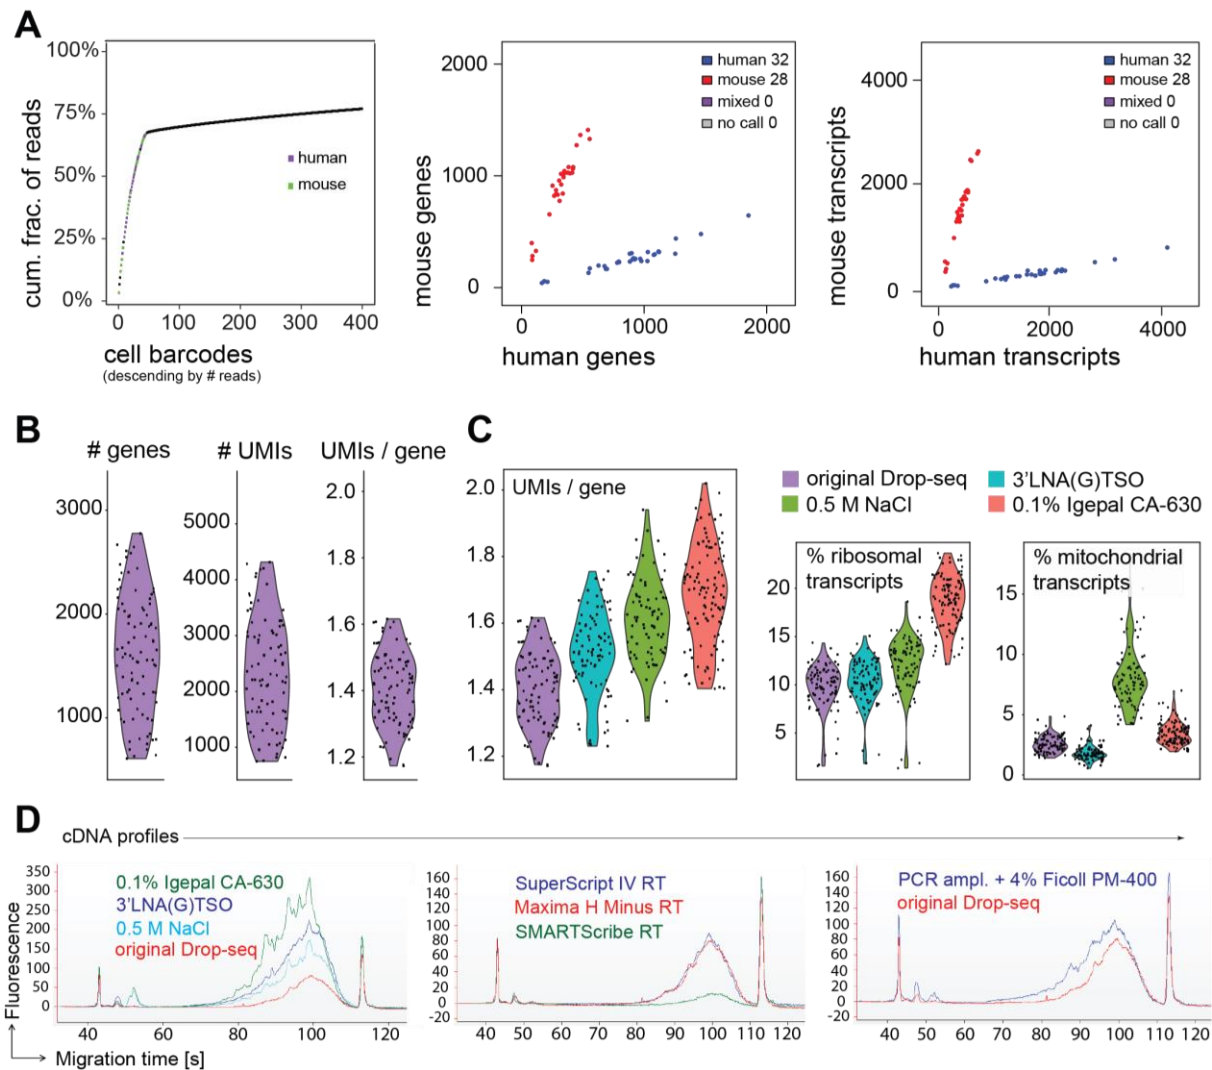 A
100%
75%
50%
25%
0%
cum. frac. of reads
human
mouse
0 100 200 300 400
cell barcodes
(descending by # reads)
2000
1000
0
mouse genes
human 32
mouse 28
mixed 0
no call 0
0 1000 2000
human genes
4000
2000
0
mouse transcripts
human 32
mouse 28
mixed 0
no call 0
0 2000 4000
human transcripts
B
# genes
3000
2000
1000
# UMIs
5000
4000
3000
2000
1000
UMIs / gene
2.0
1.8
1.6
1.4
1.2
C
UMIs / gene
2.0
1.8
1.6
1.4
1.2
original Drop-seq
3'LNA(G)TSO
0.5 M NaCl
0.1% Igepal CA-630
% ribosomal
transcripts
20
15
10
5
% mitochondrial
transcripts
15
10
5
0
D
cDNA profiles
Fluorescence
350
300
250
200
150
100
50
0
0.1% Igepal CA-630
3'LNA(G)TSO
0.5 M NaCl
original Drop-seq
40 60 80 100 120
Migration time [s]
160
140
120
100
80
60
40
20
0
-20
SuperScript IV RT
Maxima H Minus RT
SMARTScribe RT
40 50 60 70 80 90 100 110 120
160
140
120
100
80
60
40
20
0
-20
PCR ampl. + 4% Ficoll PM-400
original Drop-seq
40 50 60 70 80 90 100 110 120